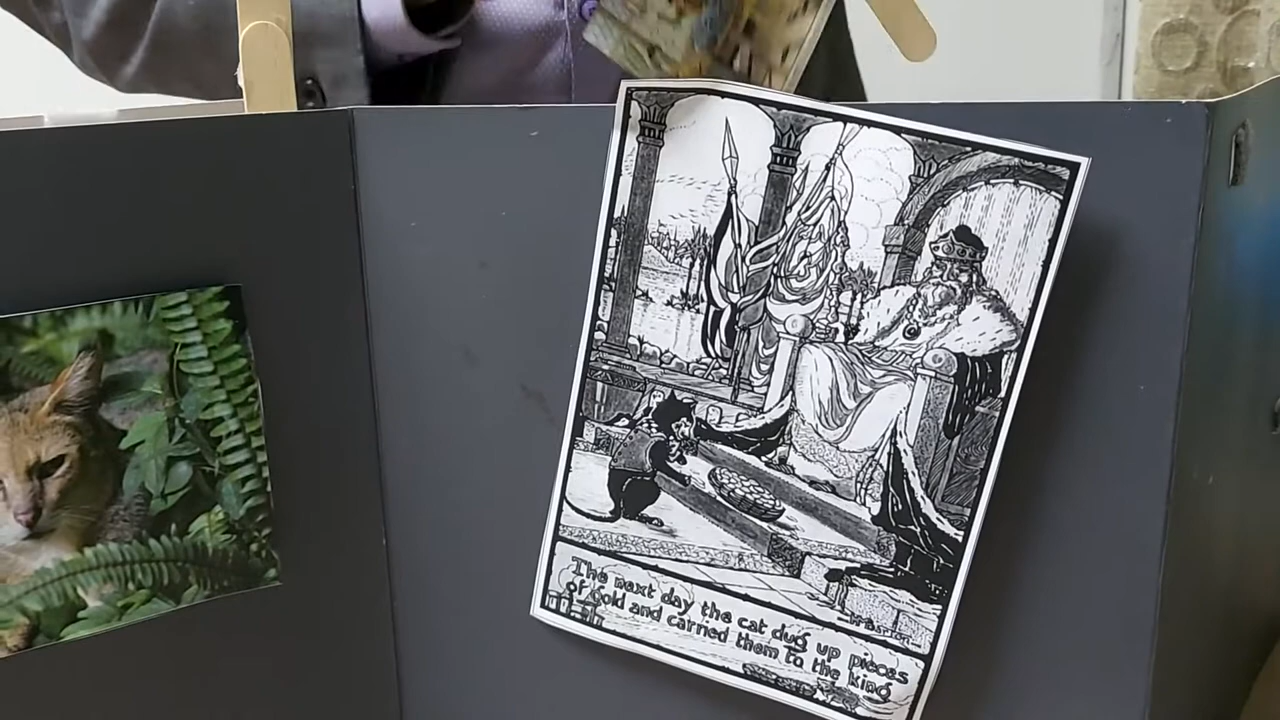 The next day the cat dug up pieces
of Gold and carried them to the king